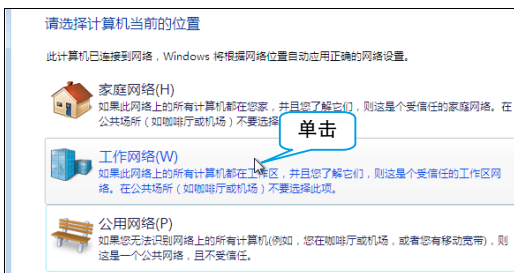 请选择计算机当前的位置
此计算机已连接到网络，Windows 将根据网络位置自动应用正确的网络设置。
家庭网络(H)
如果此网络上的所有计算机都在您家，并且您了解它们，则这是个受信任的家庭网络。在
公共场所（如咖啡厅或机场）不要选择
单击
工作网络(W)
如果此网络上的所有计算机都在工作区，并且您了解它们，则这是个受信任的工作区网
络。在公共场所（如咖啡厅或机场）不要选择此项。
公用网络(P)
如果您无法识别网络上的所有计算机(例如，您在咖啡厅或机场，或者您有移动宽带)，则
这是一个公共网络，且不受信任。